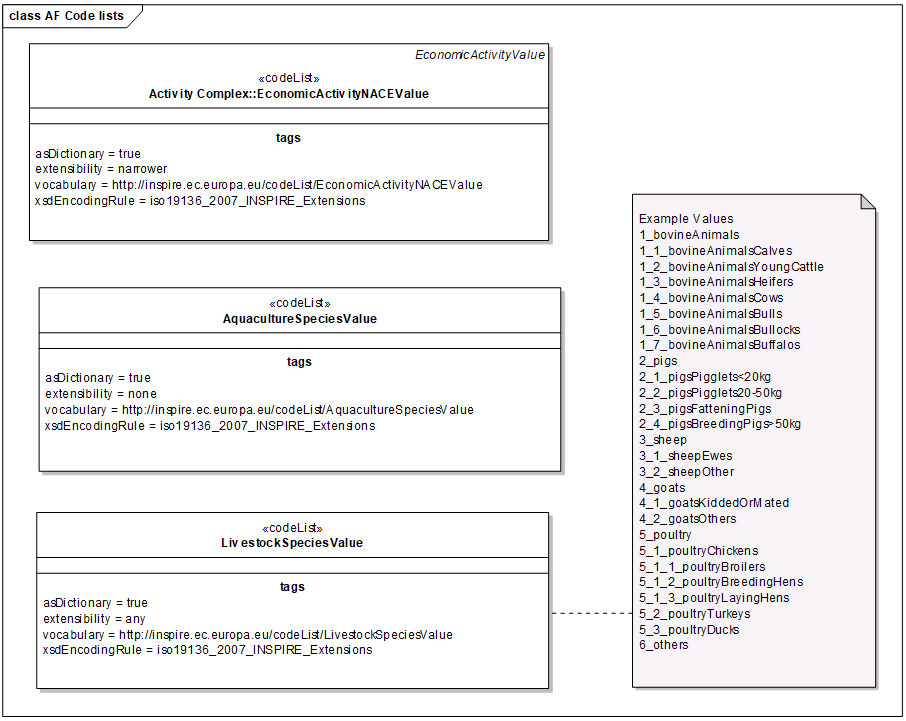 class AF Code lists
EconomicActivityValue
«codeList»
Activity Complex::EconomicActivityNACEValue
tags
asDictionary = true
extensibility = narrower
vocabulary = http://inspire.ec.europa.eu/codeList/EconomicActivityNACEValue
xsdEncodingRule = iso19136_2007_INSPIRE_Extensions
«codeList»
AquacultureSpeciesValue
tags
asDictionary = true
extensibility = none
vocabulary = http://inspire.ec.europa.eu/codeList/AquacultureSpeciesValue
xsdEncodingRule = iso19136_2007_INSPIRE_Extensions
«codeList»
LivestockSpeciesValue
tags
asDictionary = true
extensibility = any
vocabulary = http://inspire.ec.europa.eu/codeList/LivestockSpeciesValue
xsdEncodingRule = iso19136_2007_INSPIRE_Extensions
Example Values
1_bovineAnimals
1_1_bovineAnimalsCalves
1_2_bovineAnimalsYoungCattle
1_3_bovineAnimalsHeifers
1_4_bovineAnimalsCows
1_5_bovineAnimalsBulls
1_6_bovineAnimalsBullocks
1_7_bovineAnimalsBuffalos
2_pigs
2_1_pigsPigglets<20kg
2_2_pigsPigglets20-50kg
2_3_pigsFatteningPigs
2_4_pigsBreedingPigs>50kg
3_sheep
3_1_sheepEwes
3_2_sheepOther
4_goats
4_1_goatsKiddedOrMated
4_2_goatsOthers
5_poultry
5_1_poultryChickens
5_1_1_poultryBroilers
5_1_2_poultryBreedingHens
5_1_3_poultryLayingHens
5_2_poultryTurkeys
5_3_poultryDucks
6_others